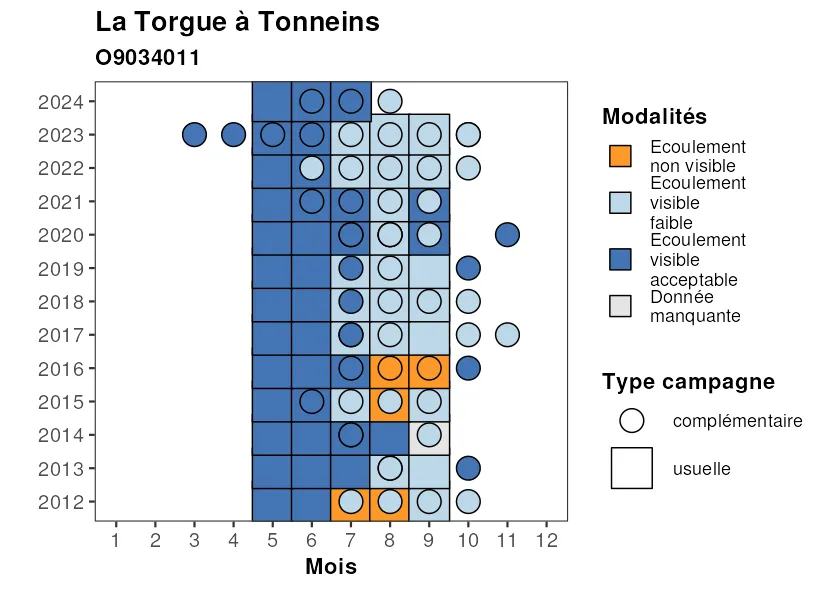 La Torgue à Tonneins
O9034011
2024
2023
2022
2021
2020
2019
2018
2017
2016
2015
2014
2013
2012
1 2 3 4 5 6 7 8 9 10 11 12
Mois
Modalités
Ecoulement
non visible
Ecoulement
visible
faible
Ecoulement
visible
acceptable
Donnée
manquante
Type campagne
complémentaire
usuelle